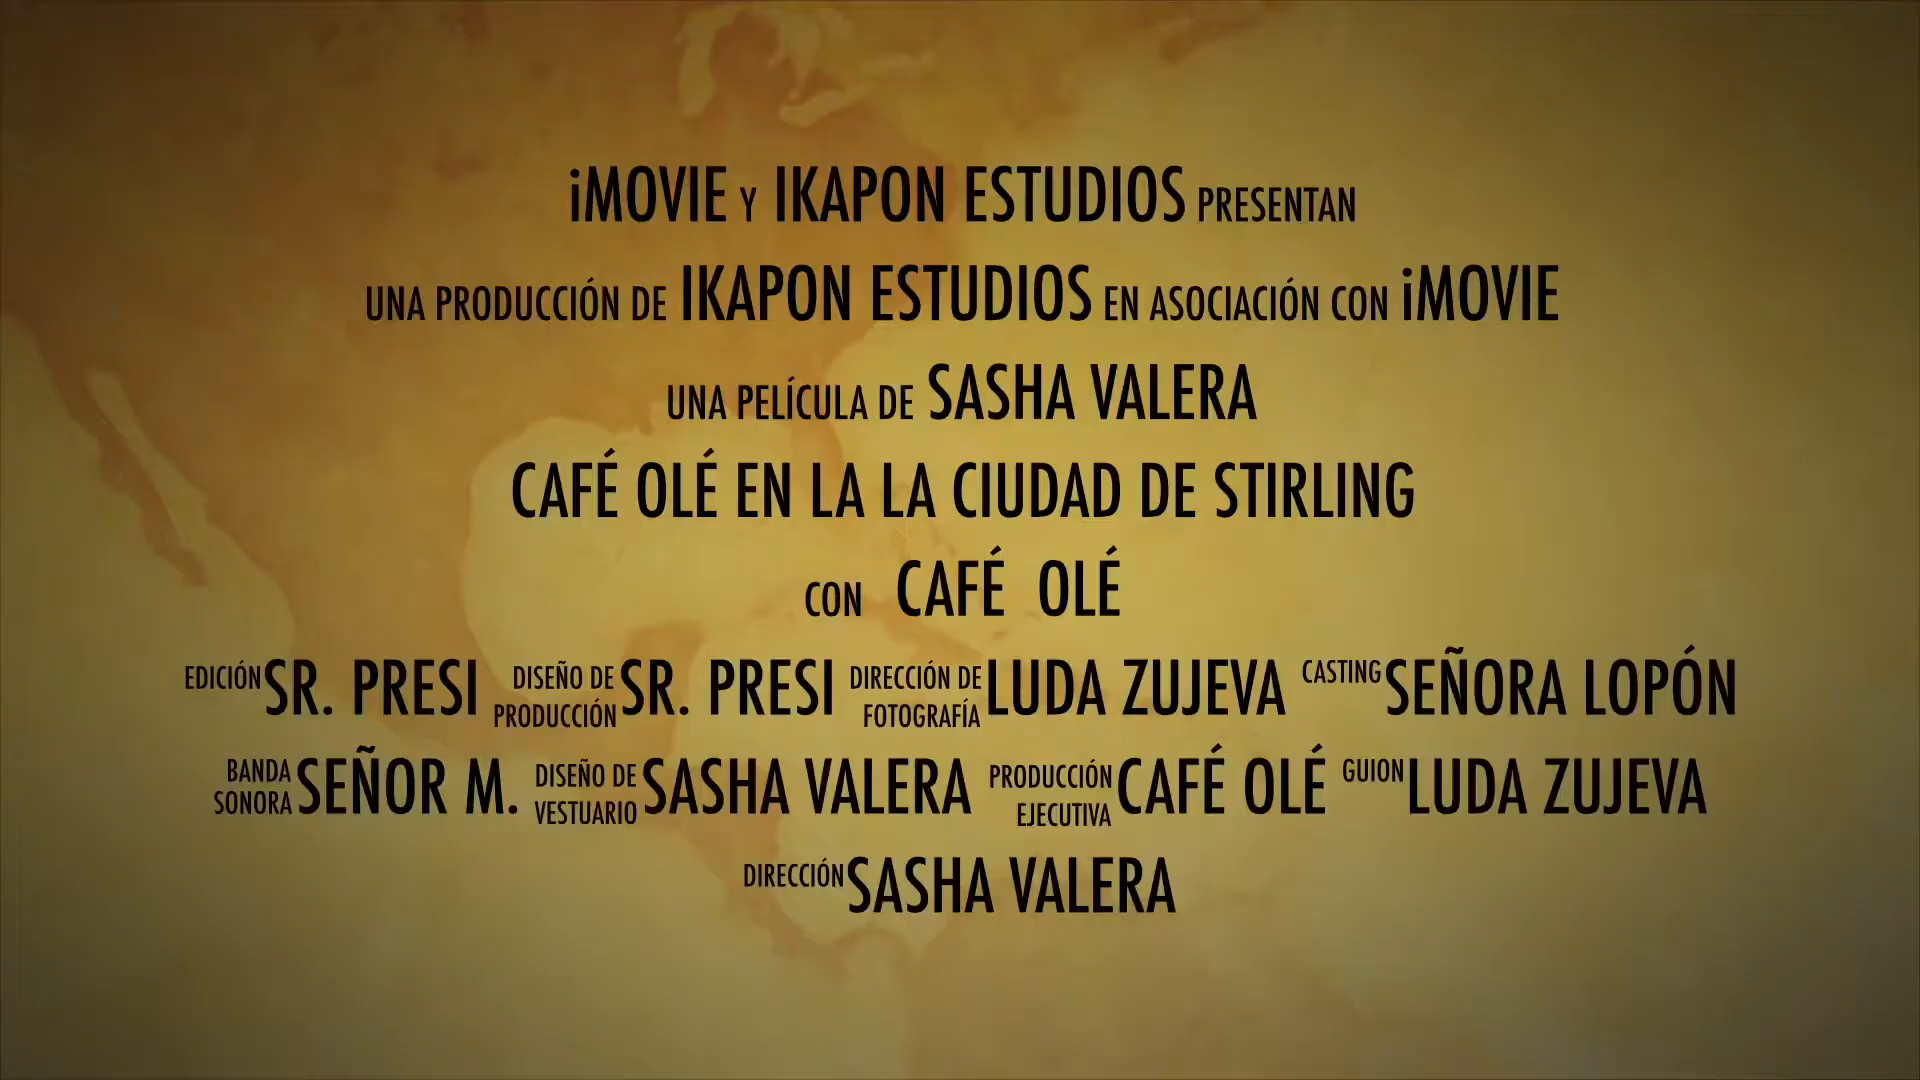 iMOVIE Y IKAPON ESTUDIOS PRESENTAN
UNA PRODUCCIÓN DE IKAPON ESTUDIOS EN ASOCIACIÓN CON iMOVIE
UNA PELÍCULA DE SASHA VALERA
CAFÉ OLÉ EN LA LA CIUDAD DE STIRLING
CON CAFÉ OLÉ
EDICIÓN SR. PRESI DISEÑO DE PRODUCCIÓN SR. PRESI DIRECCIÓN DE FOTOGRAFÍA LUDA ZUJEVA CASTING SEÑORA LOPÓN
BANDA SONORA SEÑOR M. DISEÑO DE VESTUARIO SASHA VALERA PRODUCCIÓN EJECUTIVA CAFÉ OLÉ GUION LUDA ZUJEVA
DIRECCIÓN SASHA VALERA